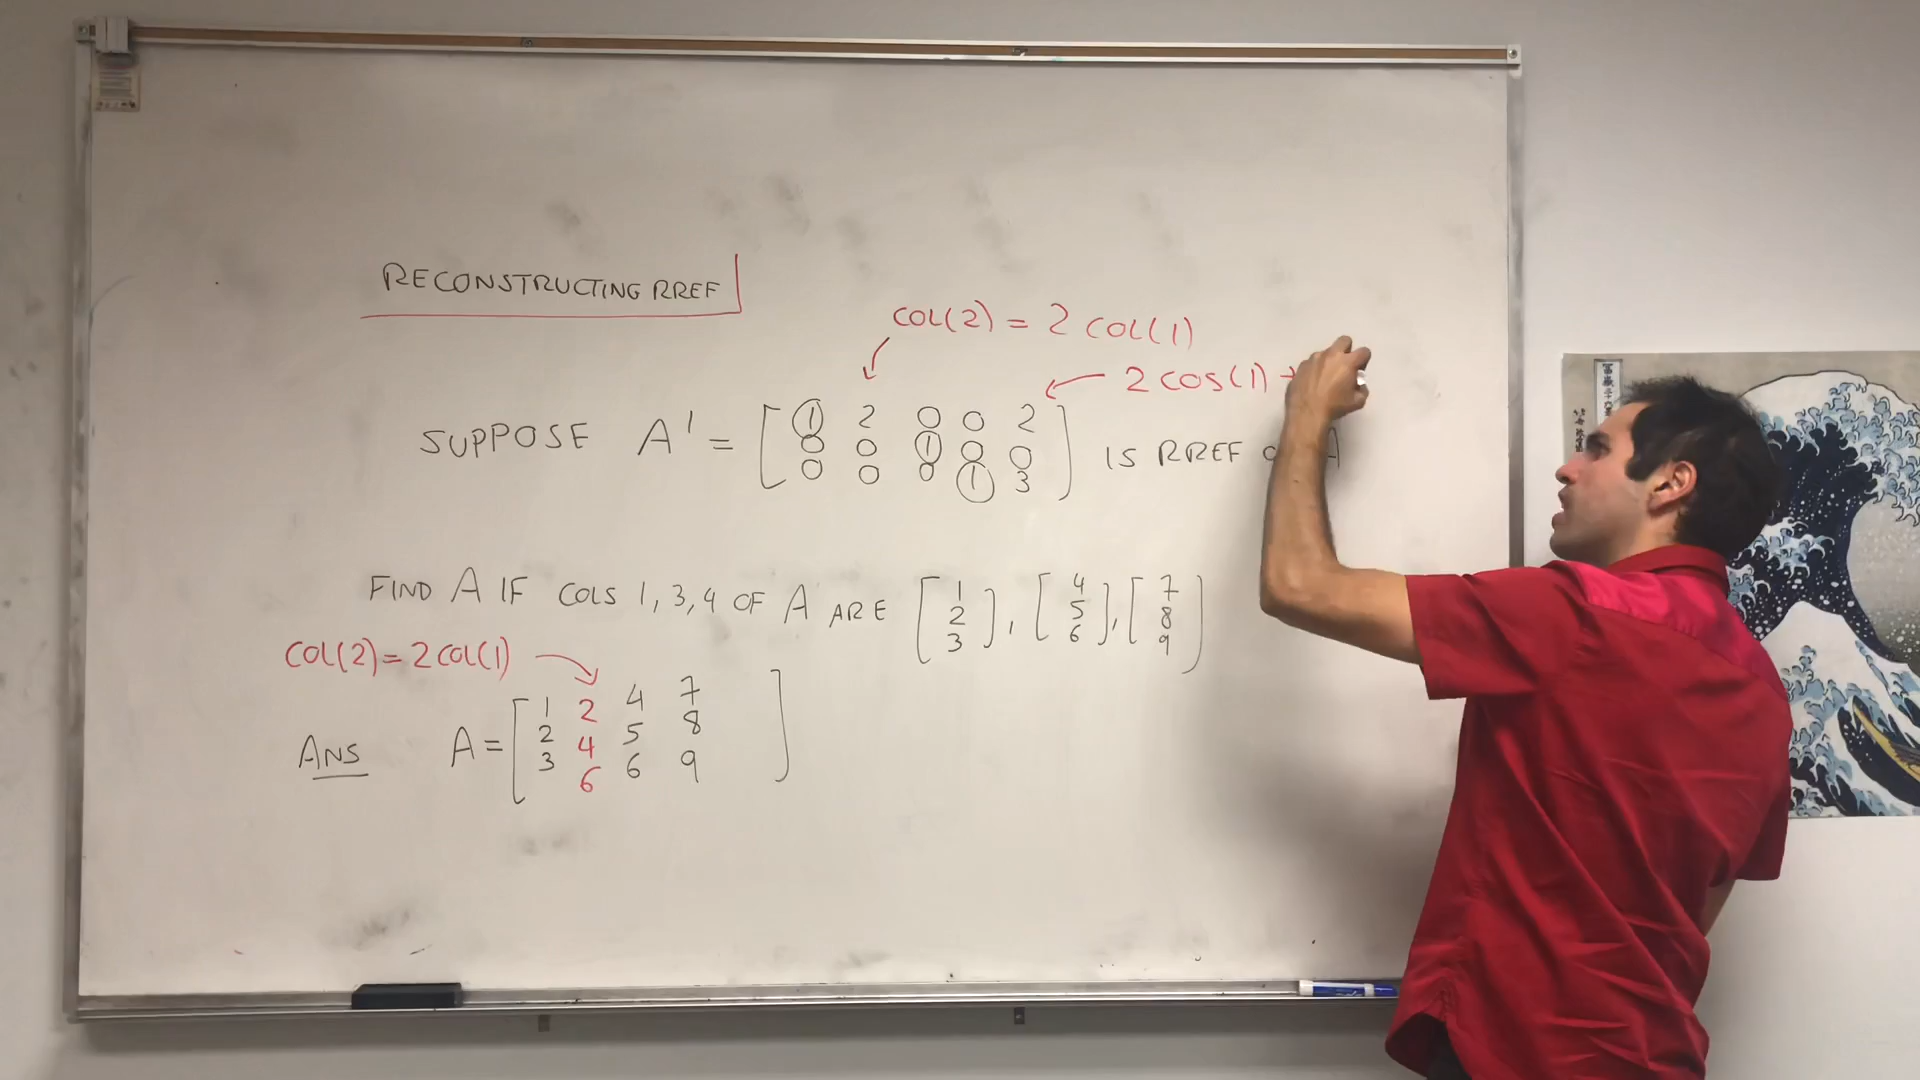 RECONSTRUCTING RREF
COL(2) = 2 COL(1)
2 COS(1) +
SUPPOSE A' = [ 1 2 0 0 2
0 0 1 0 0
0 0 0 1 3 ] IS RREF A
FIND A IF COLS 1, 3, 4 OF A ARE [ 1 2 3 ], [ 4 5 6 ], [ 7 8 9 ]
COL(2) = 2 COL(1)
ANS A = [ 1 2 4 7
2 4 5 8
3 6 6 9 ]